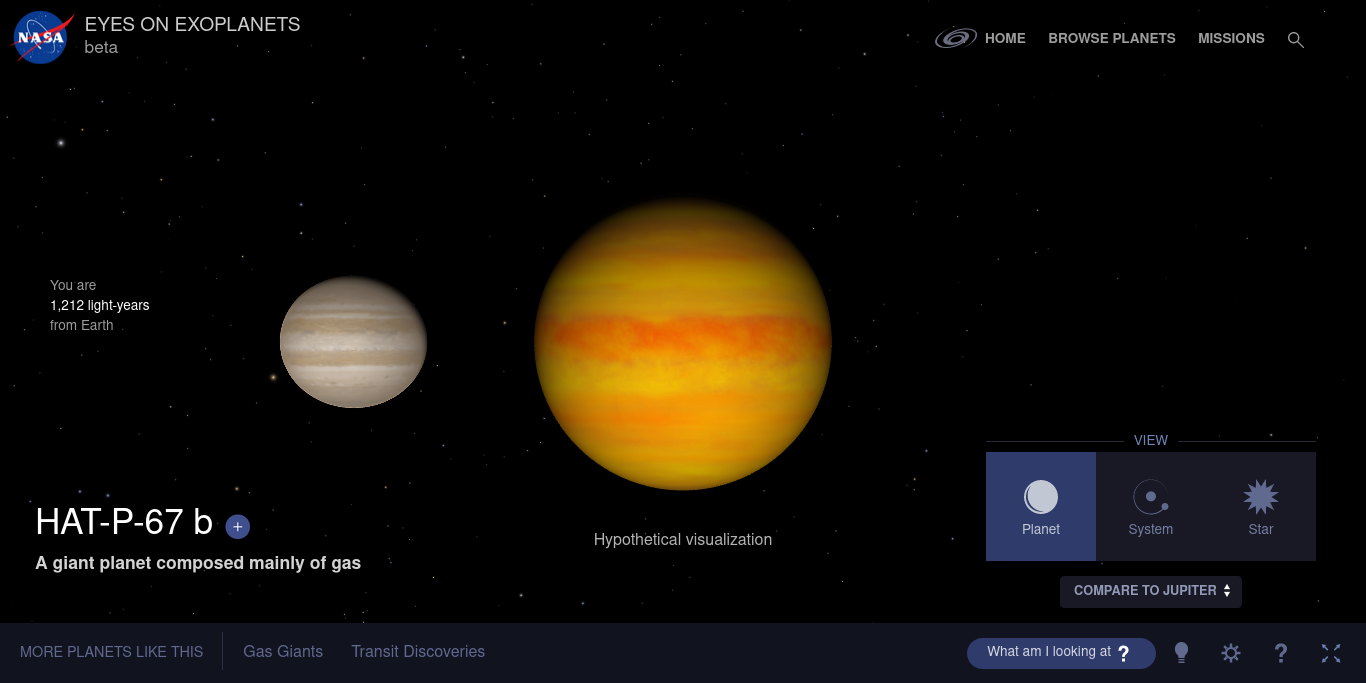 NASA
EYES ON EXOPLANETS
beta
HOME
BROWSE PLANETS
MISSIONS
You are
1,212 light-years
from Earth
HAT-P-67 b +
A giant planet composed mainly of gas
Hypothetical visualization
VIEW
Planet
System
Star
COMPARE TO JUPITER
MORE PLANETS LIKE THIS
Gas Giants
Transit Discoveries
What am I looking at ?
?